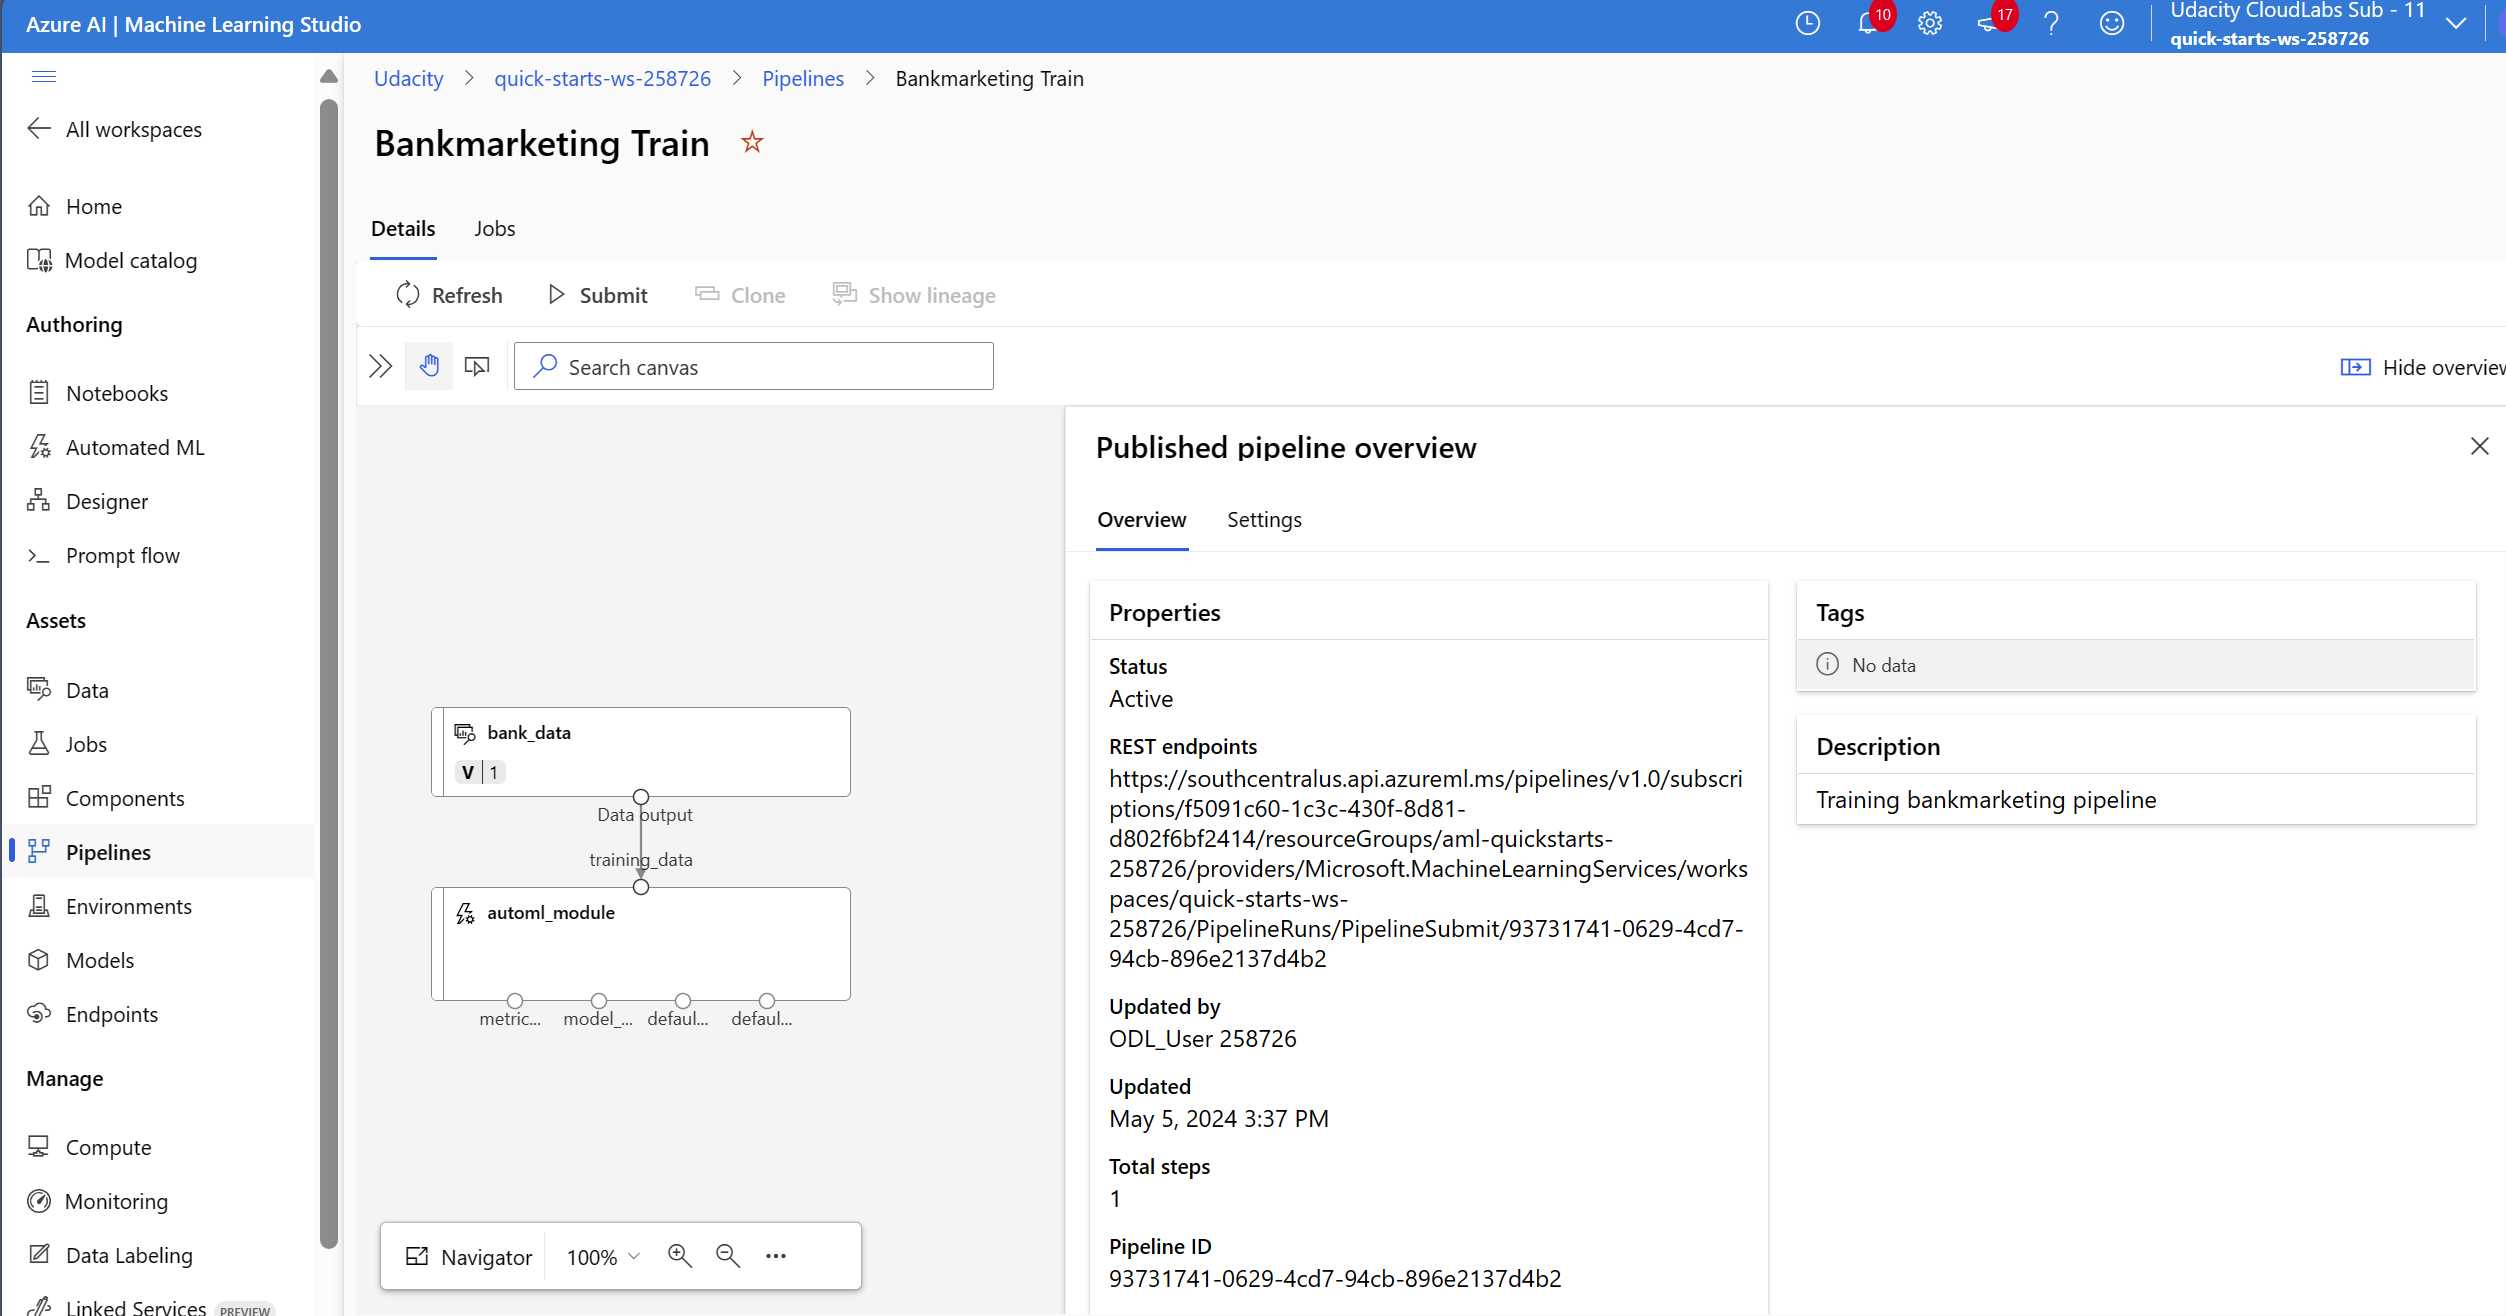 Azure AI | Machine Learning Studio
10
17
Udacity CloudLabs Sub - 11
quick-starts-ws-258726
All workspaces
Home
Model catalog
Authoring
Notebooks
Automated ML
Designer
Prompt flow
Assets
Data
Jobs
Components
Pipelines
Environments
Models
Endpoints
Manage
Compute
Monitoring
Data Labeling
Linked Services PREVIEW
Udacity > quick-starts-ws-258726 > Pipelines > Bankmarketing Train
Bankmarketing Train
Details Jobs
Refresh Submit Clone Show lineage
Search canvas
Hide overview
bank_data
V 1
Data output
training_data
automl_module
metric... model_... defaul... defaul...
Navigator 100%
Published pipeline overview
Overview Settings
Properties
Status
Active
REST endpoints
https://southcentralus.api.azureml.ms/pipelines/v1.0/subscri
ptions/f5091c60-1c3c-430f-8d81-
d802f6bf2414/resourceGroups/aml-quickstarts-
258726/providers/Microsoft.MachineLearningServices/works
paces/quick-starts-ws-
258726/PipelineRuns/PipelineSubmit/93731741-0629-4cd7-
94cb-896e2137d4b2
Updated by
ODL_User 258726
Updated
May 5, 2024 3:37 PM
Total steps
1
Pipeline ID
93731741-0629-4cd7-94cb-896e2137d4b2
Tags
No data
Description
Training bankmarketing pipeline